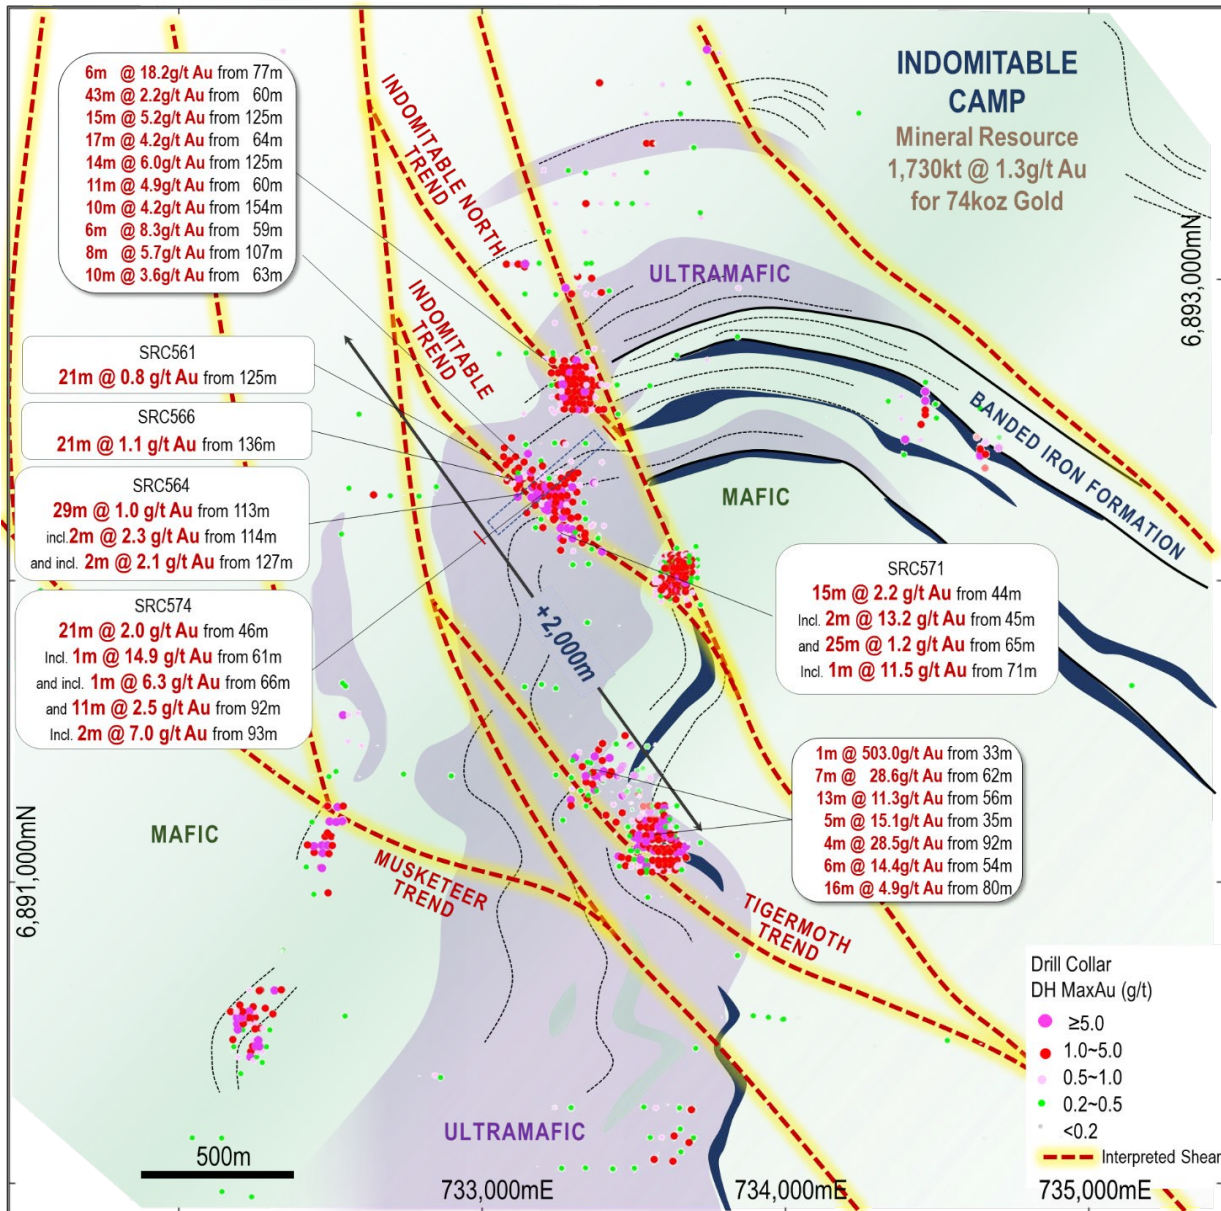 INDOMITABLE
CAMP
Mineral Resource
1,730kt @ 1.3g/t Au
for 74koz Gold
6m @ 18.2g/t Au from 77m
43m @ 2.2g/t Au from 60m
15m @ 5.2g/t Au from 125m
17m @ 4.2g/t Au from 64m
14m @ 6.0g/t Au from 125m
11m @ 4.9g/t Au from 60m
10m @ 4.2g/t Au from 154m
6m @ 8.3g/t Au from 59m
8m @ 5.7g/t Au from 107m
10m @ 3.6g/t Au from 63m
INDOMITABLE NORTH
TREND
INDOMITABLE
TREND
ULTRAMAFIC
6,893,000mN
SRC561
21m @ 0.8 g/t Au from 125m
SRC566
21m @ 1.1 g/t Au from 136m
SRC564
29m @ 1.0 g/t Au from 113m
incl.2m @ 2.3 g/t Au from 114m
and incl. 2m @ 2.1 g/t Au from 127m
SRC574
21m @ 2.0 g/t Au from 46m
Incl. 1m @ 14.9 g/t Au from 61m
and incl. 1m @ 6.3 g/t Au from 66m
and 11m @ 2.5 g/t Au from 92m
Incl. 2m @ 7.0 g/t Au from 93m
BANDED IRON FORMATION
MAFIC
SRC571
15m @ 2.2 g/t Au from 44m
Incl. 2m @ 13.2 g/t Au from 45m
and 25m @ 1.2 g/t Au from 65m
Incl. 1m @ 11.5 g/t Au from 71m
+2,000m
1m @ 503.0g/t Au from 33m
7m @ 28.6g/t Au from 62m
13m @ 11.3g/t Au from 56m
5m @ 15.1g/t Au from 35m
4m @ 28.5g/t Au from 92m
6m @ 14.4g/t Au from 54m
16m @ 4.9g/t Au from 80m
MAFIC
6,891,000mN
MUSKETEER
TREND
TIGERMOTH
TREND
Drill Collar
DH MaxAu (g/t)
≥5.0
1.0~5.0
0.5~1.0
0.2~0.5
<0.2
Interpreted Shear
ULTRAMAFIC
500m
733,000mE
734,000mE
735,000mE